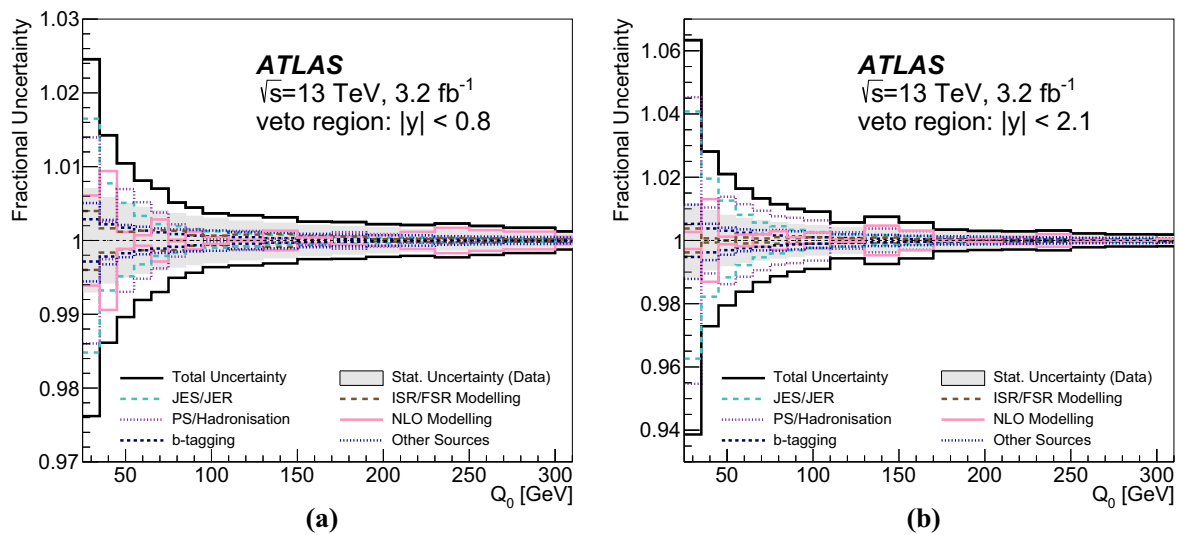 Fractional Uncertainty
1.03
1.02
1.01
1
0.99
0.98
0.97
ATLAS
√s=13 TeV, 3.2 fb⁻¹
veto region: |y| < 0.8
Total Uncertainty
JES/JER
PS/Hadronisation
b-tagging
Stat. Uncertainty (Data)
ISR/FSR Modelling
NLO Modelling
Other Sources
50 100 150 200 250 300
Q₀ [GeV]
(a)
Fractional Uncertainty
1.06
1.04
1.02
1
0.98
0.96
0.94
ATLAS
√s=13 TeV, 3.2 fb⁻¹
veto region: |y| < 2.1
Total Uncertainty
JES/JER
PS/Hadronisation
b-tagging
Stat. Uncertainty (Data)
ISR/FSR Modelling
NLO Modelling
Other Sources
50 100 150 200 250 300
Q₀ [GeV]
(b)